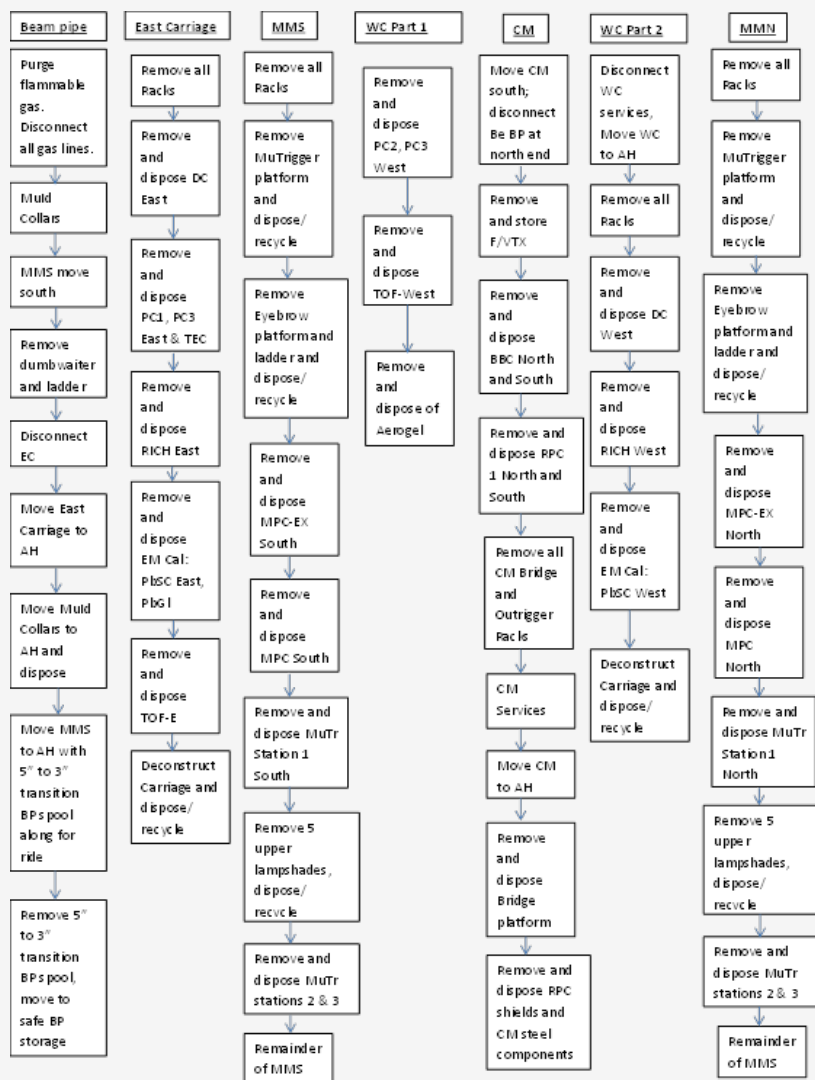 Beam pipe
Purge
flammable
gas.
Disconnect
all gas lines.
MuId
Collars
MMS move
south
Remove
dumbwaiter
and ladder
Disconnect
EC
Move East
Carriage to
AH
Move MuId
Collars to
AH and
dispose
Move MMS
to AH with
5” to 3”
transition
BPs pool
along for
ride
Remove 5”
to 3”
transition
BPs pool,
move to
safe BP
storage
East Carriage
Remove all
Racks
Remove
and
dispose DC
East
Remove
and
dispose
PC1, PC3
East & TEC
Remove
and
dispose
RICH East
Remove
and
dispose
EM Cal:
PbSC East,
PbGl
Remove
and
dispose
TOF-E
Deconstruct
Carriage and
dispose/
recycle
MMS
Remove all
Racks
Remove
MuTrigger
platform
and
dispose/
recycle
Remove
Eyebrow
platform and
ladder and
dispose/
recycle
Remove
and
dispose
MPC-EX
South
Remove
and
dispose
MPC South
Remove and
dispose MuTr
Station 1
South
Remove 5
upper
lampshades,
dispose/
recycle
Remove and
dispose MuTr
stations 2 & 3
Remainder
of MMS
WC Part 1
Remove
and
dispose
PC2, PC3
West
Remove
and
dispose
TOF-West
Remove
and
dispose of
Aerogel
CM
Move CM
south;
disconnect
Be BP at
north end
Remove
and store
F/VTX
Remove
and
dispose
BBC North
and South
Remove and
dispose RPC
1 North and
South
Remove all
CM Bridge
and
Outrigger
Racks
CM
Services
Move CM
to AH
Remove
and
dispose
Bridge
platform
Remove and
dispose RPC
shields and
CM steel
components
WC Part 2
Disconnect
WC
services,
Move WC
to AH
Remove all
Racks
Remove
and
dispose DC
West
Remove
and
dispose
RICH West
Remove
and
dispose
EM Cal:
PbSC West
Deconstruct
Carriage and
dispose/
recycle
MMN
Remove all
Racks
Remove
MuTrigger
platform
and
dispose/
recycle
Remove
Eyebrow
platform and
ladder and
dispose/
recycle
Remove
and
dispose
MPC-EX
North
Remove
and
dispose
MPC
North
Remove and
dispose MuTr
Station 1
North
Remove 5
upper
lampshades,
dispose/
recycle
Remove and
dispose MuTr
stations 2 & 3
Remainder
of MMS